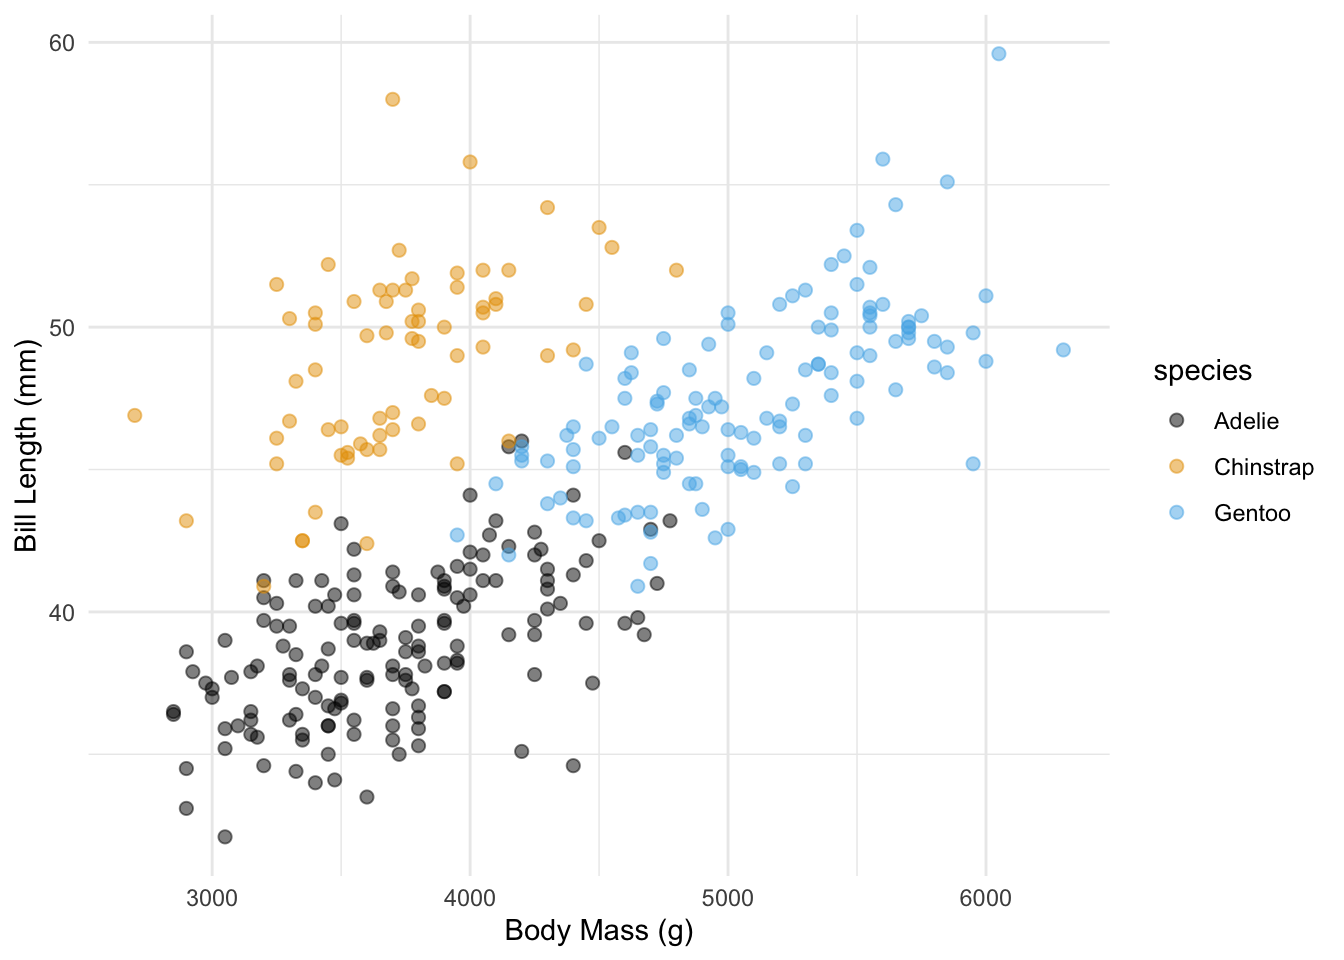 60
50
40
Bill Length (mm)
3000 4000 5000 6000
Body Mass (g)
species
Adelie
Chinstrap
Gentoo